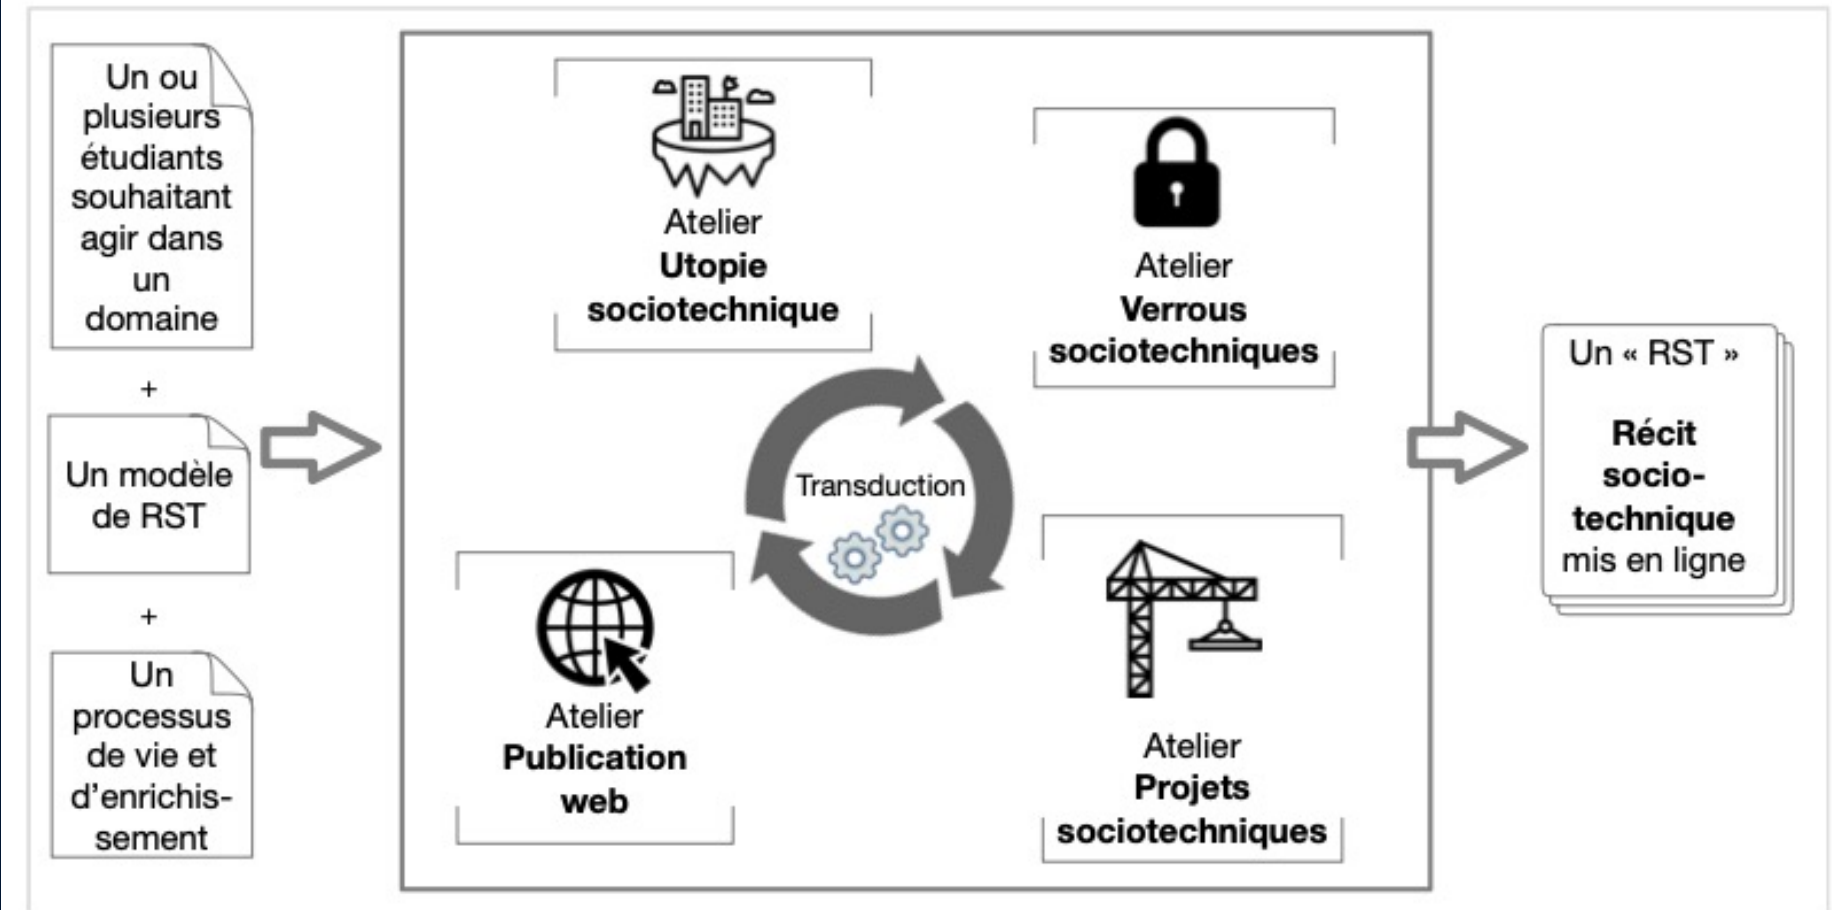 Un ou
plusieurs
étudiants
souhaitant
agir dans
un
domaine
+
Un modèle
de RST
+
Un
processus
de vie et
d'enrichis-
sement
Atelier
Utopie
sociotechnique
Atelier
Verrous
sociotechniques
Transduction
Atelier
Publication
web
Atelier
Projets
sociotechniques
Un « RST »
Récit
socio-
technique
mis en ligne